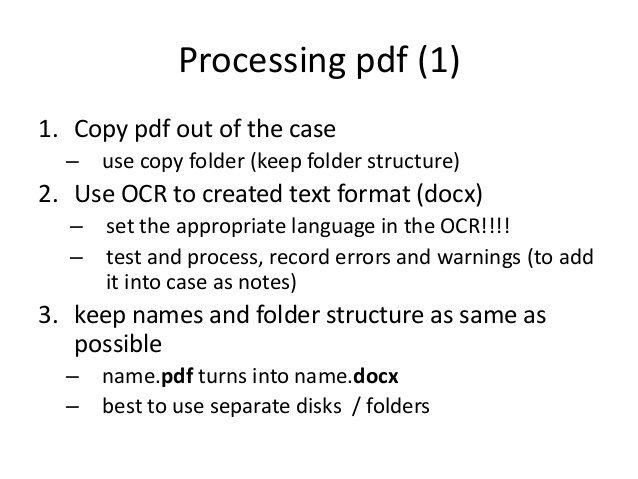 Processing pdf (1)
1. Copy pdf out of the case
– use copy folder (keep folder structure)
2. Use OCR to created text format (docx)
– set the appropriate language in the OCR!!!!
– test and process, record errors and warnings (to add
it into case as notes)
3. keep names and folder structure as same as
possible
– name.pdf turns into name.docx
– best to use separate disks / folders